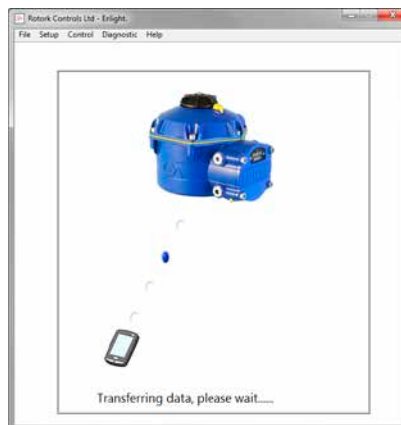 Rotork Controls Ltd - Enlight.
File Setup Control Diagnostic Help
Transferring data, please wait......